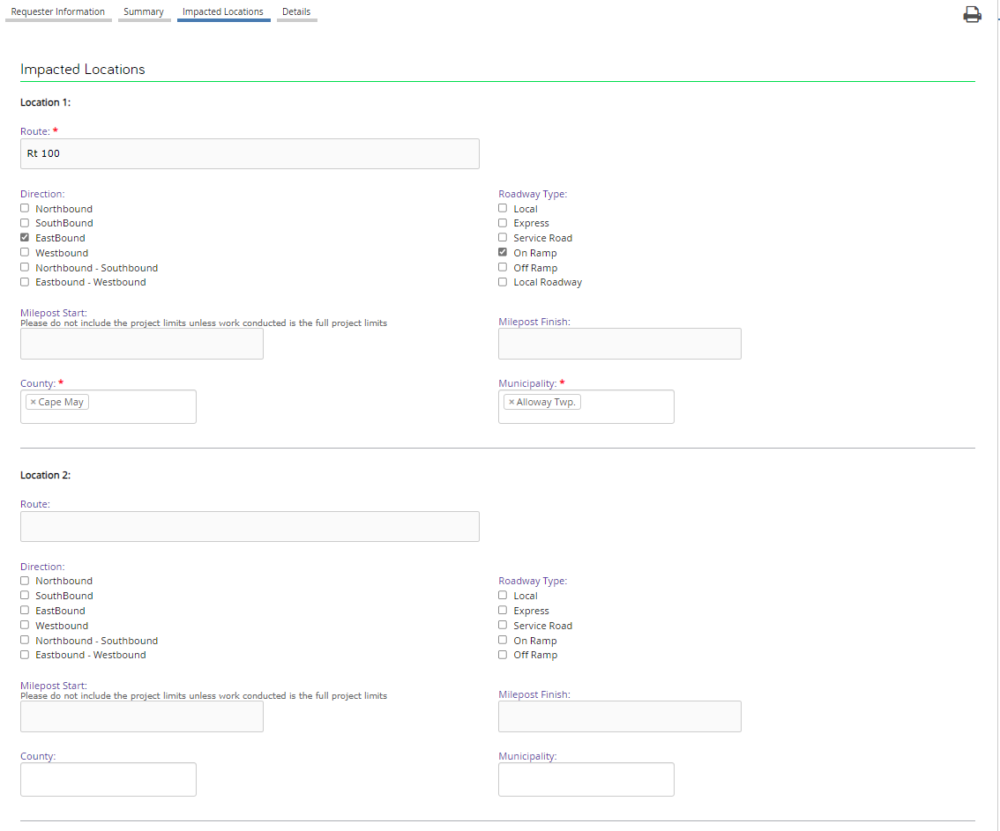 Requester Information Summary Impacted Locations Details
Impacted Locations
Location 1:
Route: *
Rt 100
Direction:
Northbound
SouthBound
EastBound
Westbound
Northbound - Southbound
Eastbound - Westbound
Roadway Type:
Local
Express
Service Road
On Ramp
Off Ramp
Local Roadway
Milepost Start:
Please do not include the project limits unless work conducted is the full project limits
Milepost Finish:
County: *
× Cape May
Municipality: *
× Alloway Twp.
Location 2:
Route:
Direction:
Northbound
SouthBound
EastBound
Westbound
Northbound - Southbound
Eastbound - Westbound
Roadway Type:
Local
Express
Service Road
On Ramp
Off Ramp
Milepost Start:
Please do not include the project limits unless work conducted is the full project limits
Milepost Finish:
County:
Municipality: